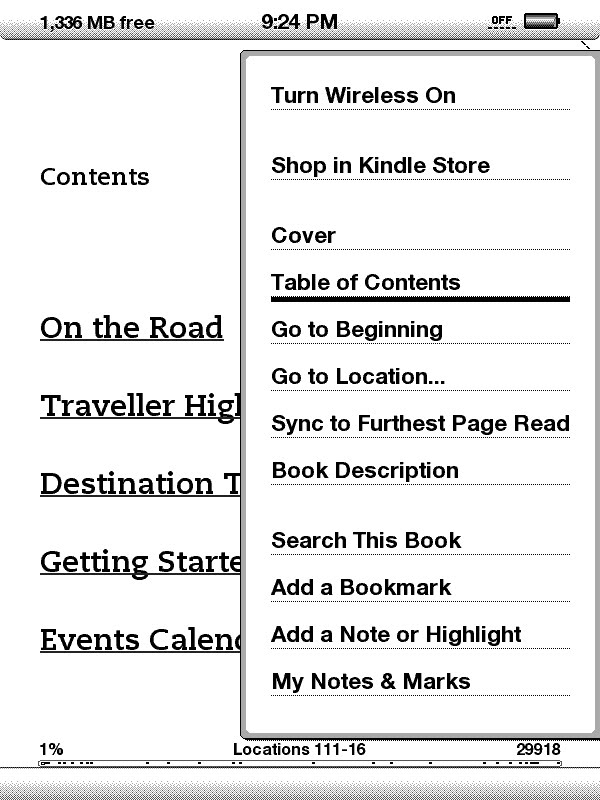 1,336 MB free 9:24 PM OFF
Turn Wireless On
Shop in Kindle Store
Contents
Cover
Table of Contents
On the Road
Go to Beginning
Go to Location...
Traveller
Sync to Furthest Page Read
Book Description
Destination
Search This Book
Getting
Add a Bookmark
Add a Note or Highlight
Events
My Notes & Marks
1% Locations 111-16 29918